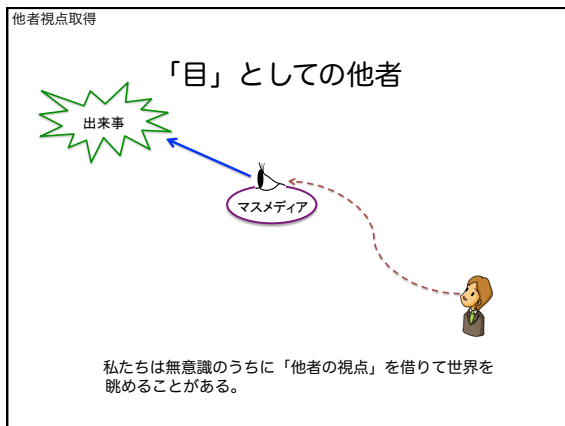 他者視点取得
「目」としての他者
出来事
マスメディア
私たちは無意識のうちに「他者の視点」を借りて世界を
眺めることがある。